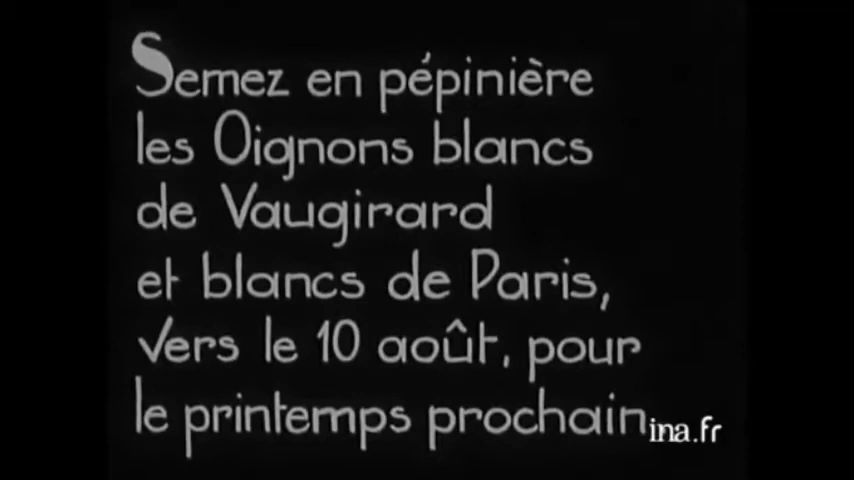 Semez en pépinière
les Oignons blancs
de Vaugirard
et blancs de Paris,
vers le 10 août, pour
le printemps prochain
ina.fr